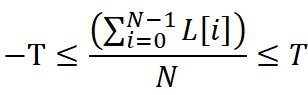 −T ≤ (∑_{i=0}^{N−1} L[i]) / N ≤ T